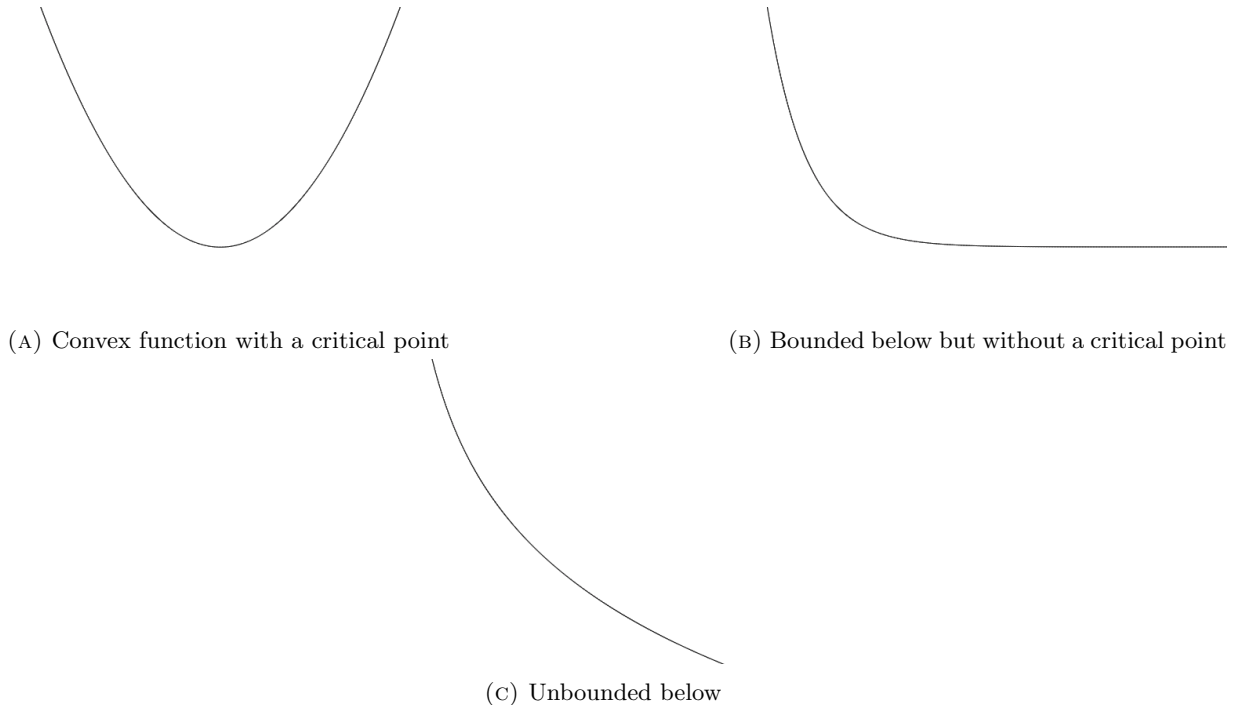 (A) Convex function with a critical point
(B) Bounded below but without a critical point
(C) Unbounded below